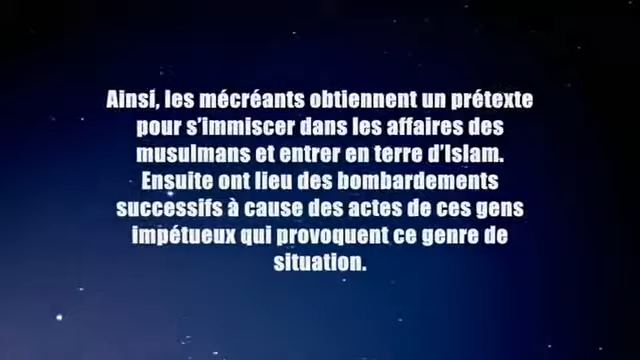 Ainsi, les mécréants obtiennent un prétexte
pour s'immiscer dans les affaires des
musulmans et entrer en terre d'Islam.
Ensuite ont lieu des bombardements
successifs à cause des actes de ces gens
impétueux qui provoquent ce genre de
situation.